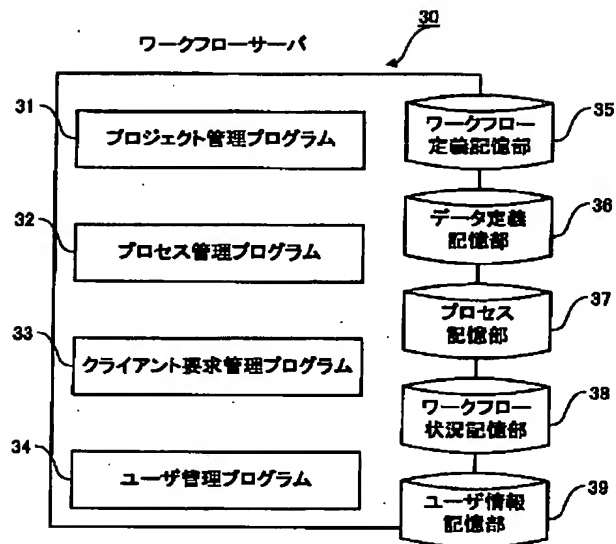 ワークフローサーバ
30
31
プロジェクト管理プログラム
32
プロセス管理プログラム
33
クライアント要求管理プログラム
34
ユーザ管理プログラム
ワークフロー
定義記憶部
35
データ定義
記憶部
36
プロセス
記憶部
37
ワークフロー
状況記憶部
38
ユーザ情報
記憶部
39